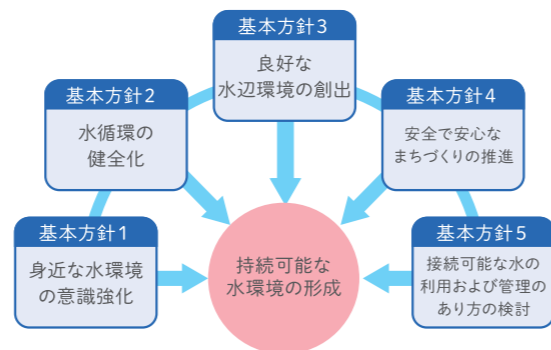 基本方針3
良好な
水辺環境の創出
基本方針2
水循環の
健全化
基本方針4
安全で安心な
まちづくりの推進
基本方針1
身近な水環境
の意識強化
持続可能な
水環境の形成
基本方針5
接続可能な水の
利用および管理の
あり方の検討